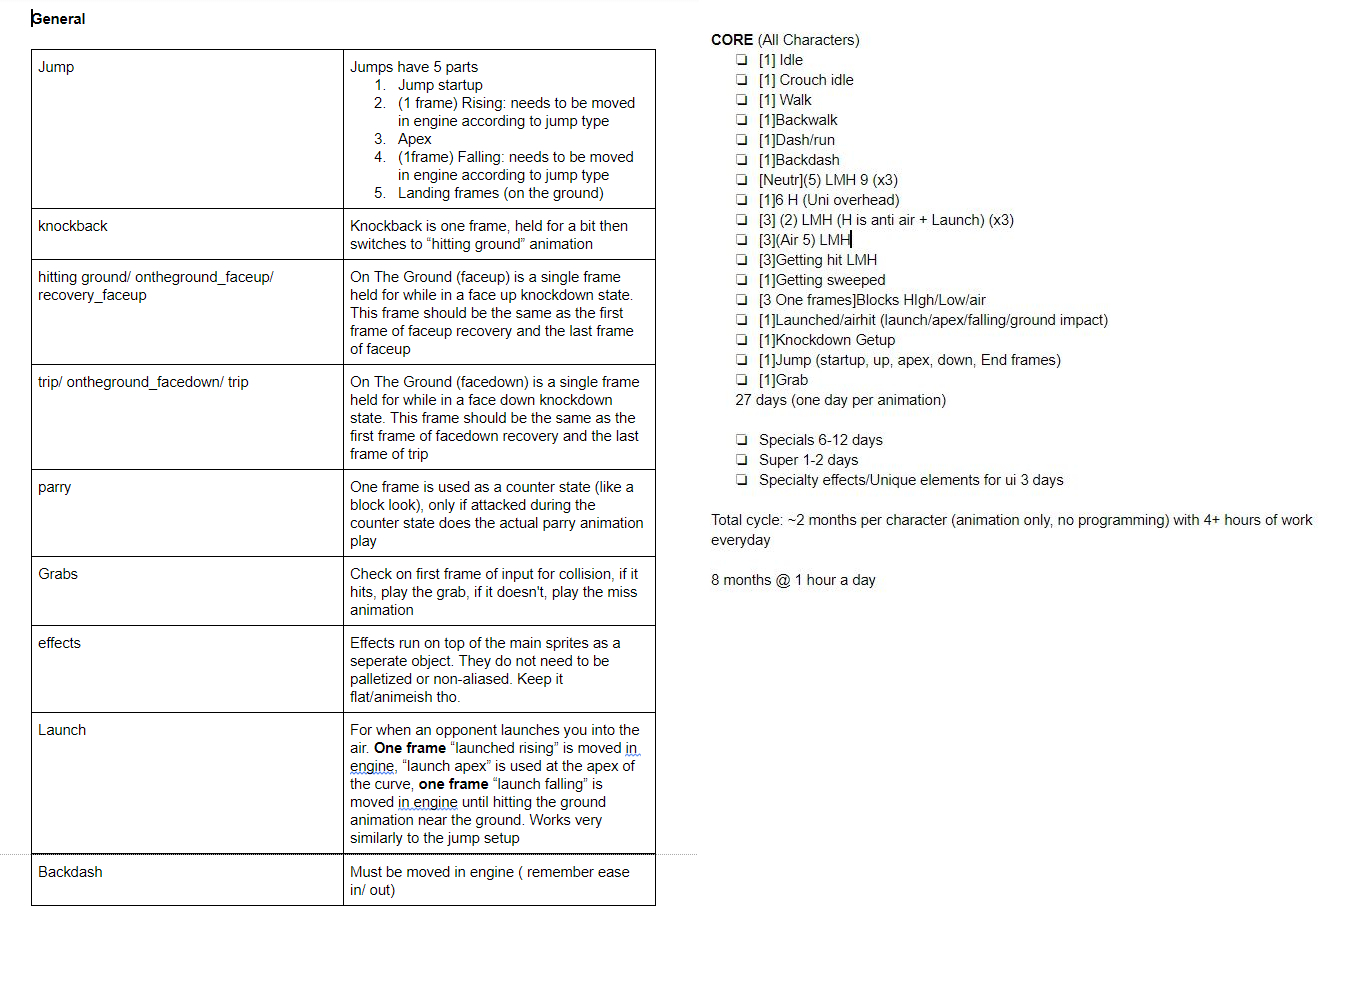 General
Jump
Jumps have 5 parts
1. Jump startup
2. (1 frame) Rising: needs to be moved
in engine according to jump type
3. Apex
4. (1frame) Falling: needs to be moved
in engine according to jump type
5. Landing frames (on the ground)
knockback
Knockback is one frame, held for a bit then
switches to “hitting ground” animation
hitting ground/ ontheground_faceup/
recovery_faceup
On The Ground (faceup) is a single frame
held for while in a face up knockdown state.
This frame should be the same as the first
frame of faceup recovery and the last frame
of faceup
trip/ ontheground_facedown/ trip
On The Ground (facedown) is a single frame
held for while in a face down knockdown
state. This frame should be the same as the
first frame of facedown recovery and the last
frame of trip
parry
One frame is used as a counter state (like a
block look), only if attacked during the
counter state does the actual parry animation
play
Grabs
Check on first frame of input for collision, if it
hits, play the grab, if it doesn't, play the miss
animation
effects
Effects run on top of the main sprites as a
seperate object. They do not need to be
palletized or non-aliased. Keep it
flat/animeish tho.
Launch
For when an opponent launches you into the
air. One frame “launched rising” is moved in
engine, “launch apex” is used at the apex of
the curve, one frame “launch falling” is
moved in engine until hitting the ground
animation near the ground. Works very
similarly to the jump setup
Backdash
Must be moved in engine ( remember ease
in/ out)
CORE (All Characters)
[1] Idle
[1] Crouch idle
[1] Walk
[1]Backwalk
[1]Dash/run
[1]Backdash
[Neutr](5) LMH 9 (x3)
[1]6 H (Uni overhead)
[3] (2) LMH (H is anti air + Launch) (x3)
[3](Air 5) LMH
[3]Getting hit LMH
[1]Getting sweeped
[3 One frames]Blocks HIgh/Low/air
[1]Launched/airhit (launch/apex/falling/ground impact)
[1]Knockdown Getup
[1]Jump (startup, up, apex, down, End frames)
[1]Grab
27 days (one day per animation)
Specials 6-12 days
Super 1-2 days
Specialty effects/Unique elements for ui 3 days
Total cycle: ~2 months per character (animation only, no programming) with 4+ hours of work
everyday
8 months @ 1 hour a day